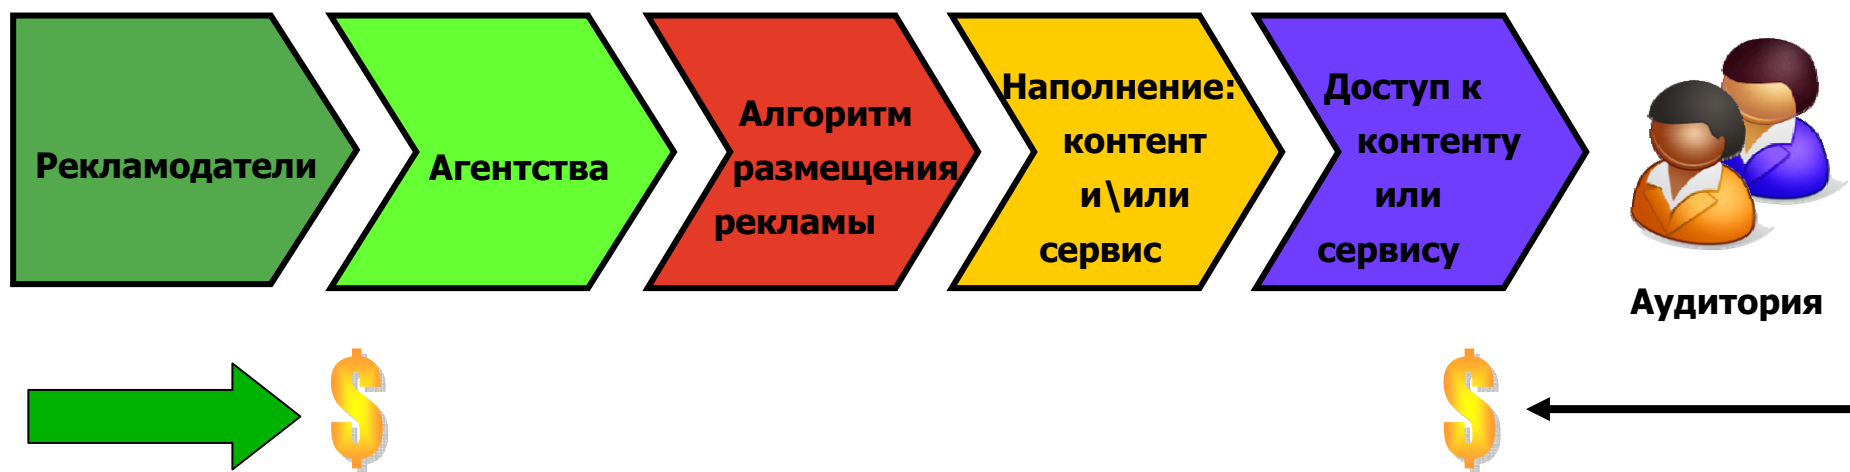 Рекламодатели
Агентства
Алгоритм
размещения
рекламы
Наполнение:
контент
и\или
сервис
Доступ к
контенту
или
сервису
Аудитория
$
$